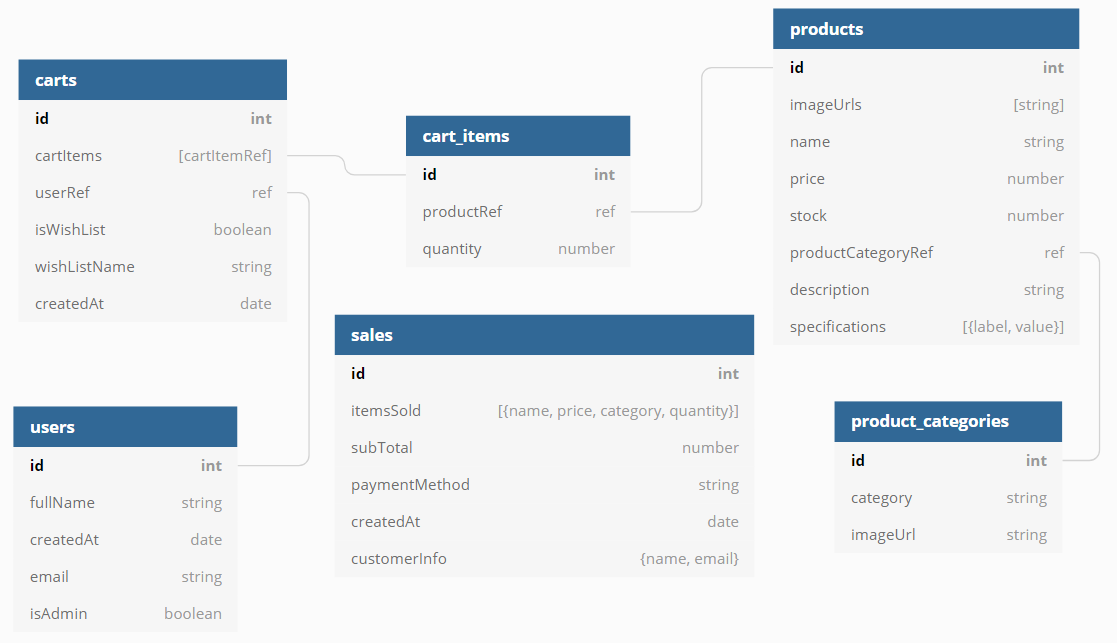 carts
id int
cartItems [cartItemRef]
userRef ref
isWishList boolean
wishListName string
createdAt date
cart_items
id int
productRef ref
quantity number
products
id int
imageUrls [string]
name string
price number
stock number
productCategoryRef ref
description string
specifications [{label, value}]
sales
id int
itemsSold [{name, price, category, quantity}]
subTotal number
paymentMethod string
createdAt date
customerInfo {name, email}
users
id int
fullName string
createdAt date
email string
isAdmin boolean
product_categories
id int
category string
imageUrl string